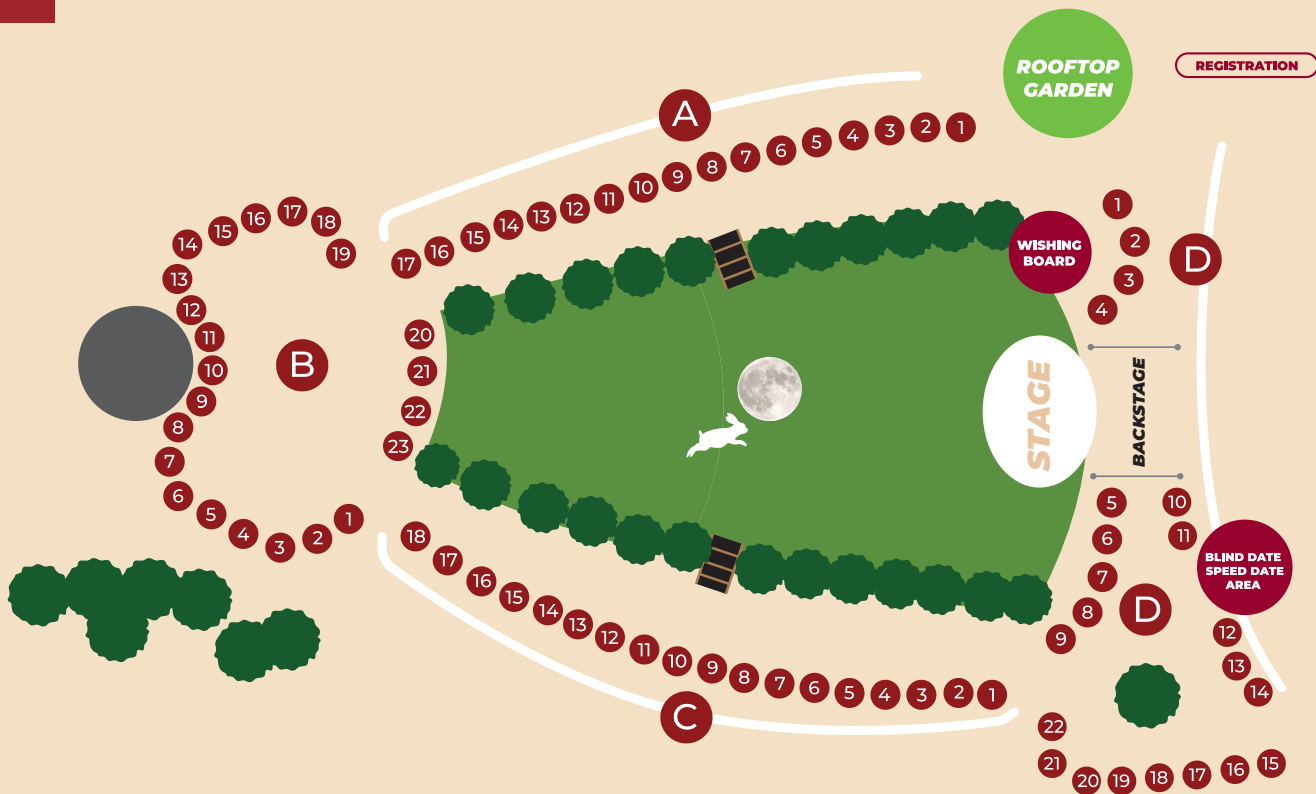 ROOFTOP
GARDEN
REGISTRATION
A
17 16 15 14 13 12 11 10 9 8 7 6 5 4 3 2 1
B
1
2
3
4
5
6
7
8
9
10
11
12
13
14
15
16
17
18
19
20
21
22
23
WISHING
BOARD
STAGE
BACKSTAGE
D
1
2
3
4
5
6
7
8
9
10
11
BLIND DATE
SPEED DATE
AREA
D
12
13
14
15
16
17
18
19
20
21
22
C
18 17 16 15 14 13 12 11 10 9 8 7 6 5 4 3 2 1